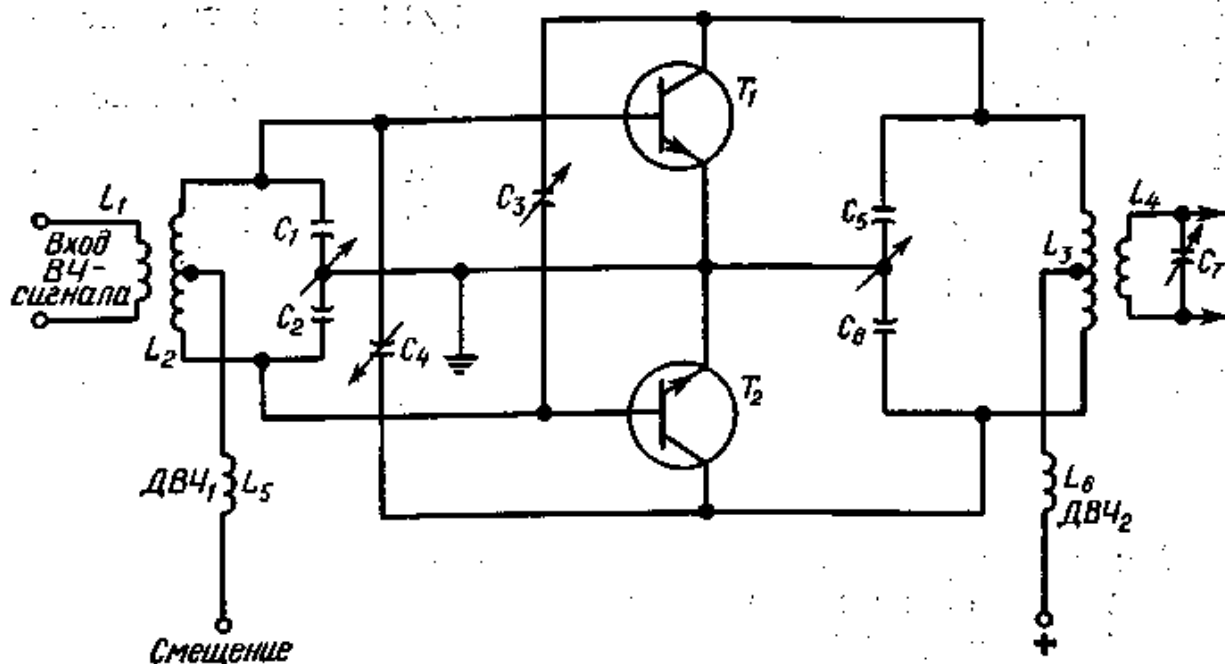 T₁
L₁
Вход
ВЧ-
сигнала
L₂
C₁
C₂
C₃
C₄
T₂
C₅
C₆
L₃
L₄
C₇
ДВЧ₁ L₅
L₆
ДВЧ₂
Смещение
+